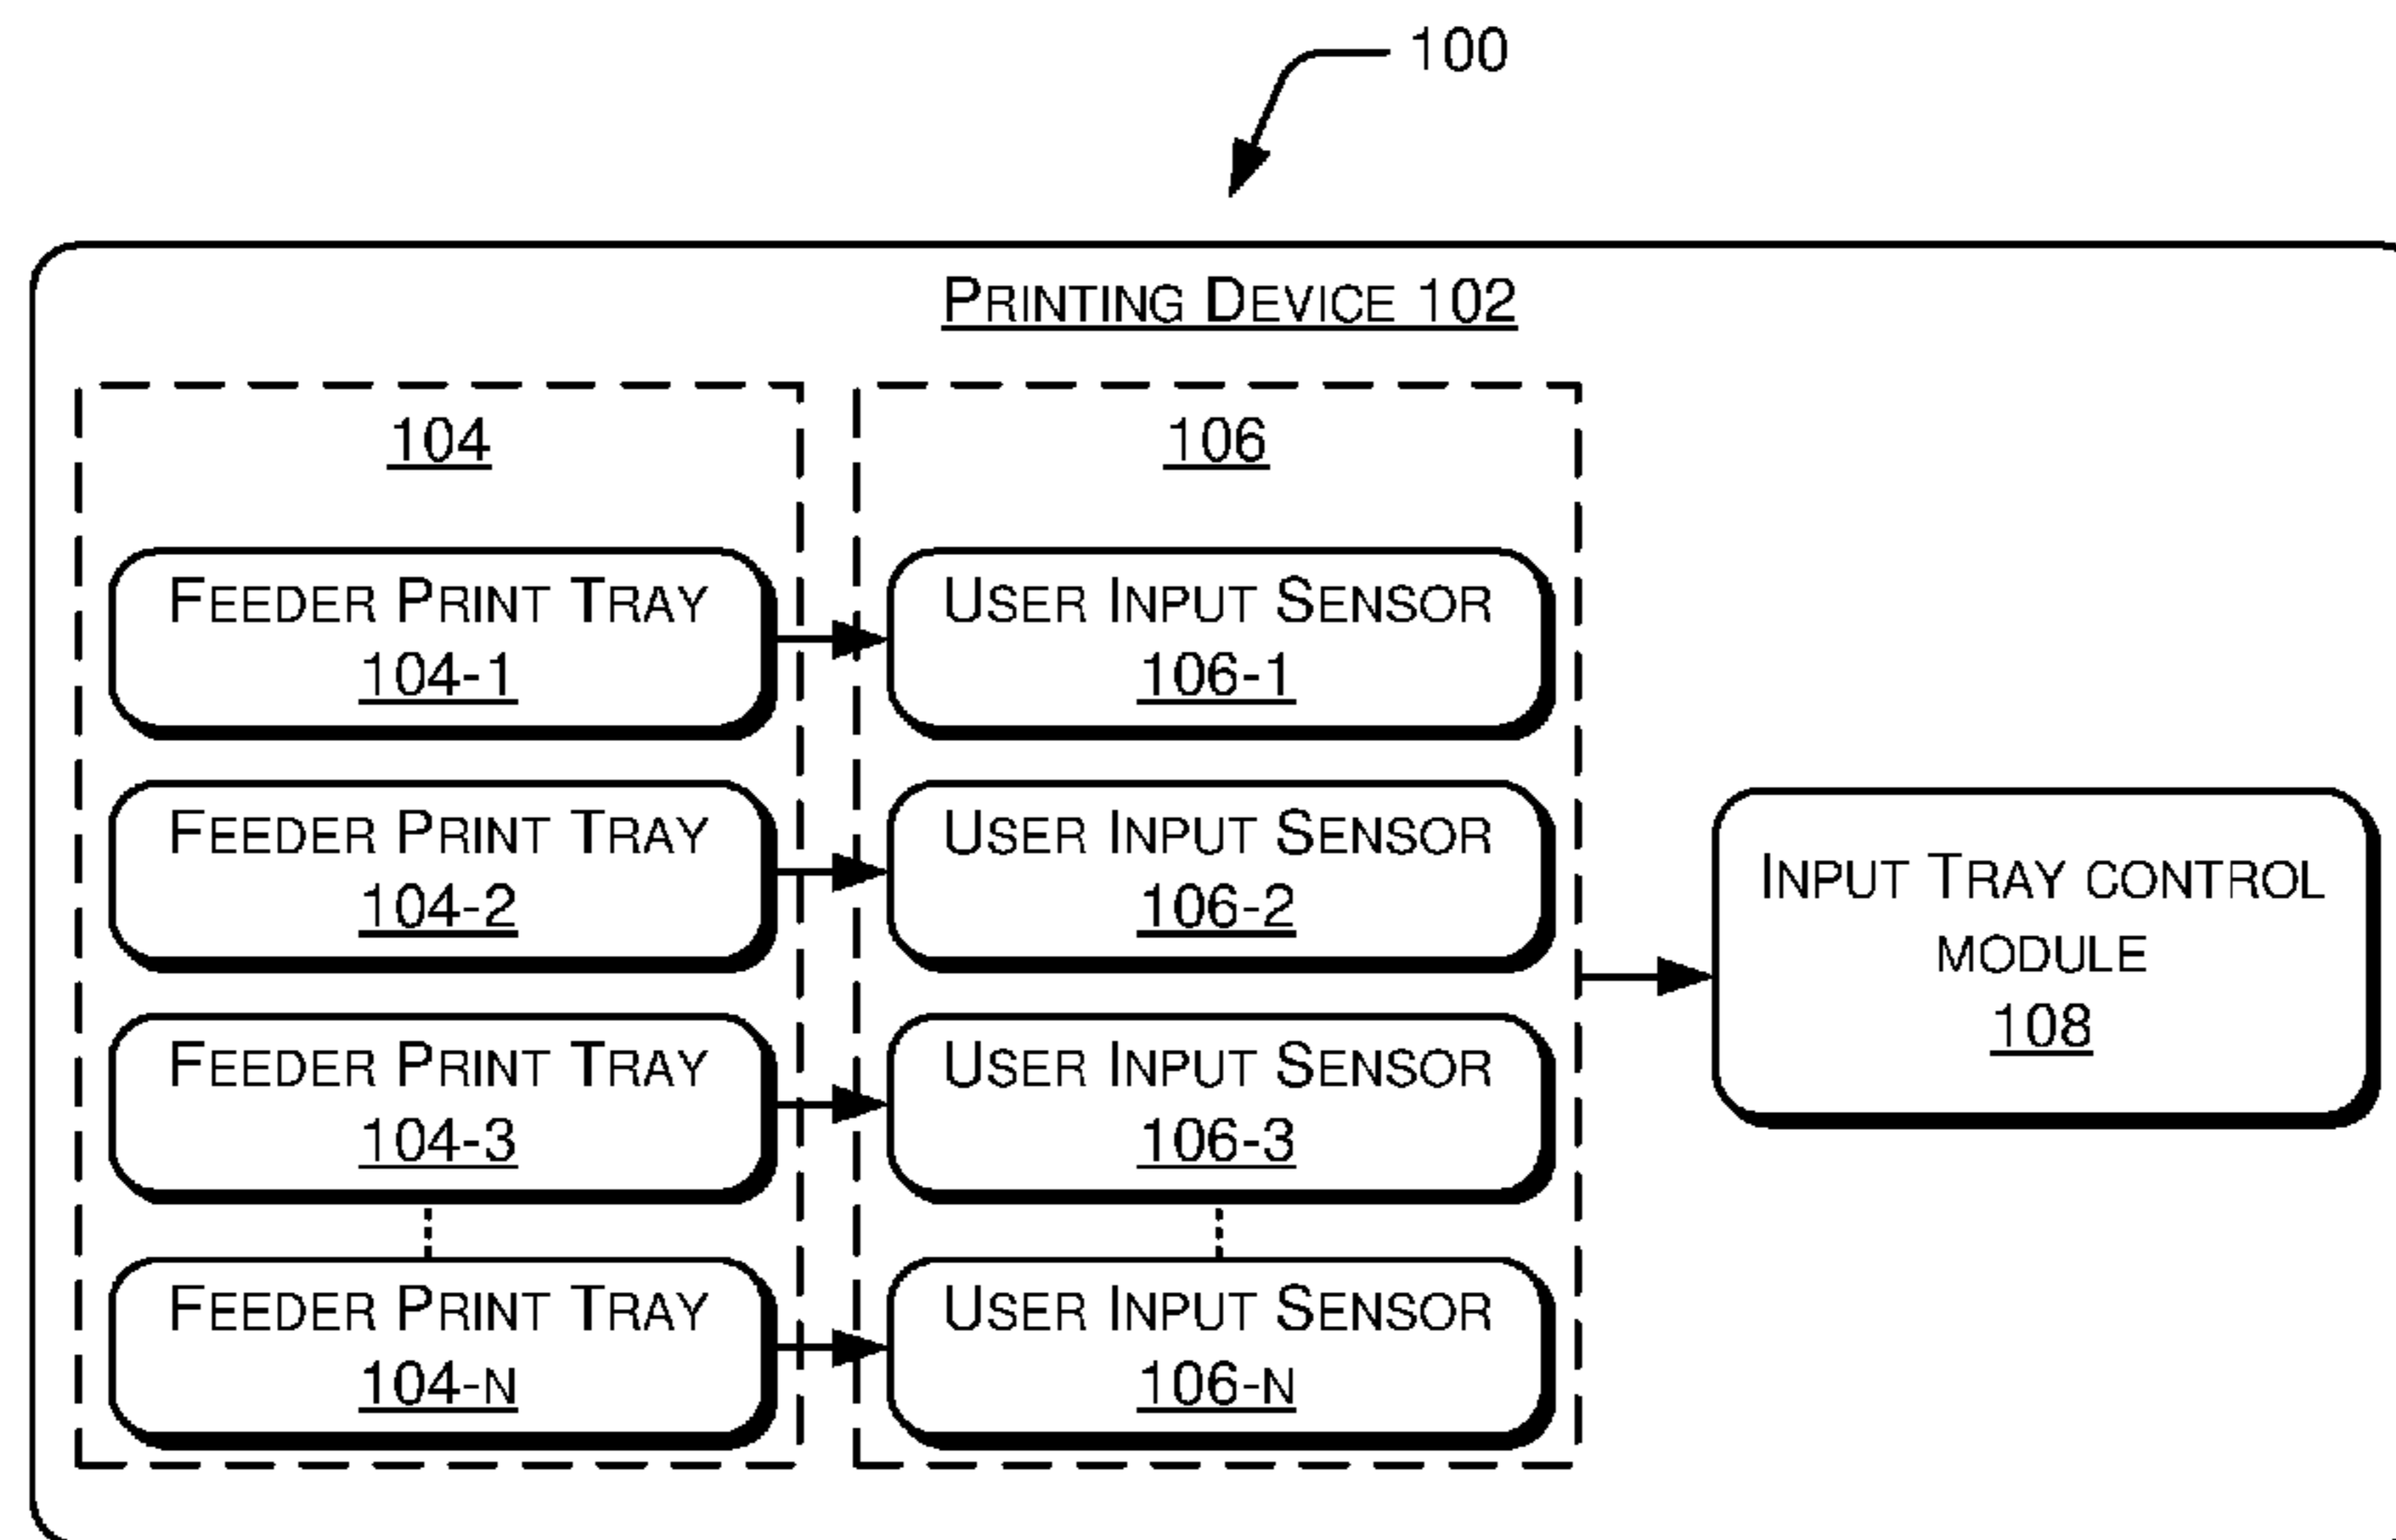 100
PRINTING DEVICE 102
104
106
FEEDER PRINT TRAY
104-1
USER INPUT SENSOR
106-1
FEEDER PRINT TRAY
104-2
USER INPUT SENSOR
106-2
FEEDER PRINT TRAY
104-3
USER INPUT SENSOR
106-3
FEEDER PRINT TRAY
104-N
USER INPUT SENSOR
106-N
INPUT TRAY CONTROL
MODULE
108